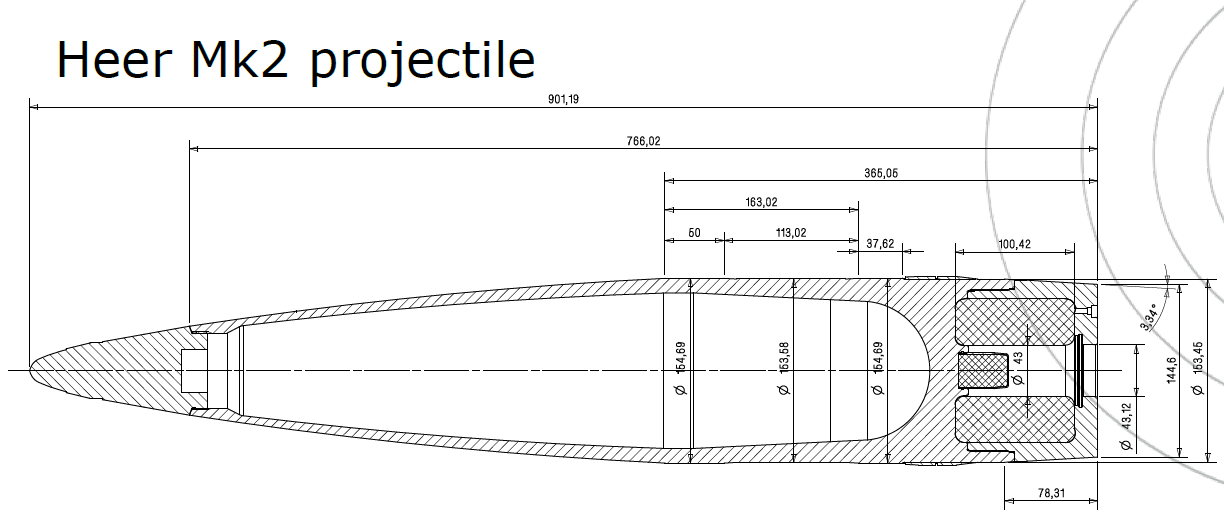 Heer Mk2 projectile
901,19
766,02
365,05
163,02
50
113,02
37,62
100,42
3,34°
Ø 154,69
Ø 153,58
Ø 154,69
Ø 43
Ø 43,12
144,6
Ø 153,45
78,31